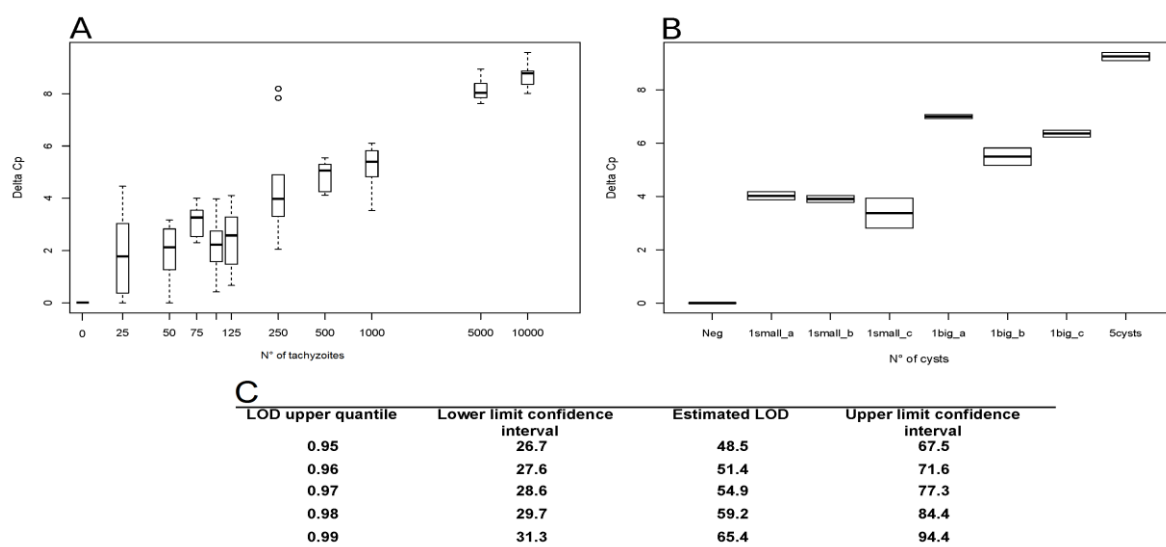 A
Delta Cp
8
6
4
2
0
0 25 50 75 125 250 500 1000 5000 10000
N° of tachyzoites
B
Delta Cp
8
6
4
2
0
Neg 1small_a 1small_b 1small_c 1big_a 1big_b 1big_c 5cysts
N° of cysts
C
LOD upper quantile Lower limit confidence interval Estimated LOD Upper limit confidence interval
0.95 26.7 48.5 67.5
0.96 27.6 51.4 71.6
0.97 28.6 54.9 77.3
0.98 29.7 59.2 84.4
0.99 31.3 65.4 94.4